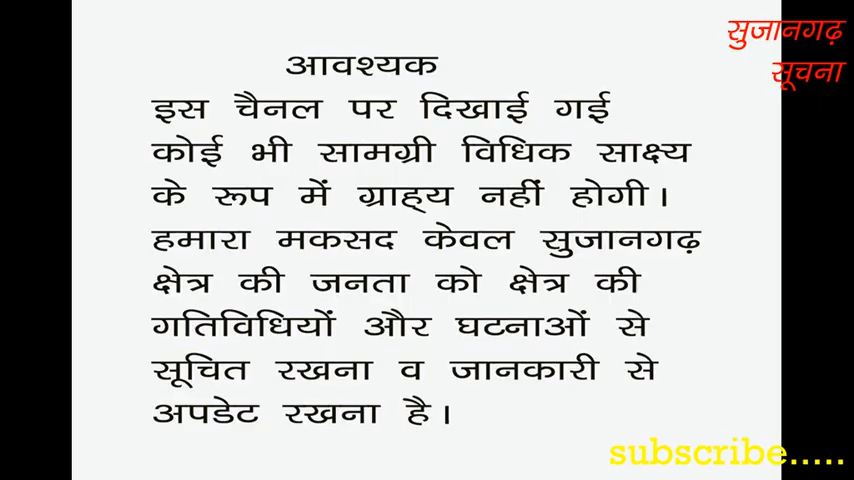 सुजानगढ़
सूचना
आवश्यक
इस चैनल पर दिखाई गई
कोई भी सामग्री विधिक साक्ष्य
के रूप में ग्राह्य नहीं होगी।
हमारा मकसद केवल सुजानगढ़
क्षेत्र की जनता को क्षेत्र की
गतिविधियों और घटनाओं से
सूचित रखना व जानकारी से
अपडेट रखना है।
subscribe.....